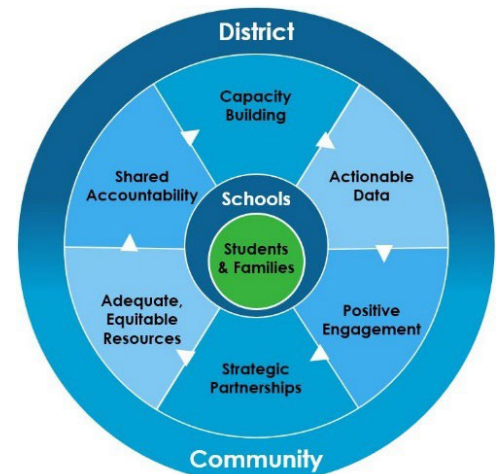 District
Capacity
Building
Actionable
Data
Positive
Engagement
Strategic
Partnerships
Adequate,
Equitable
Resources
Shared
Accountability
Schools
Students
& Families
Community